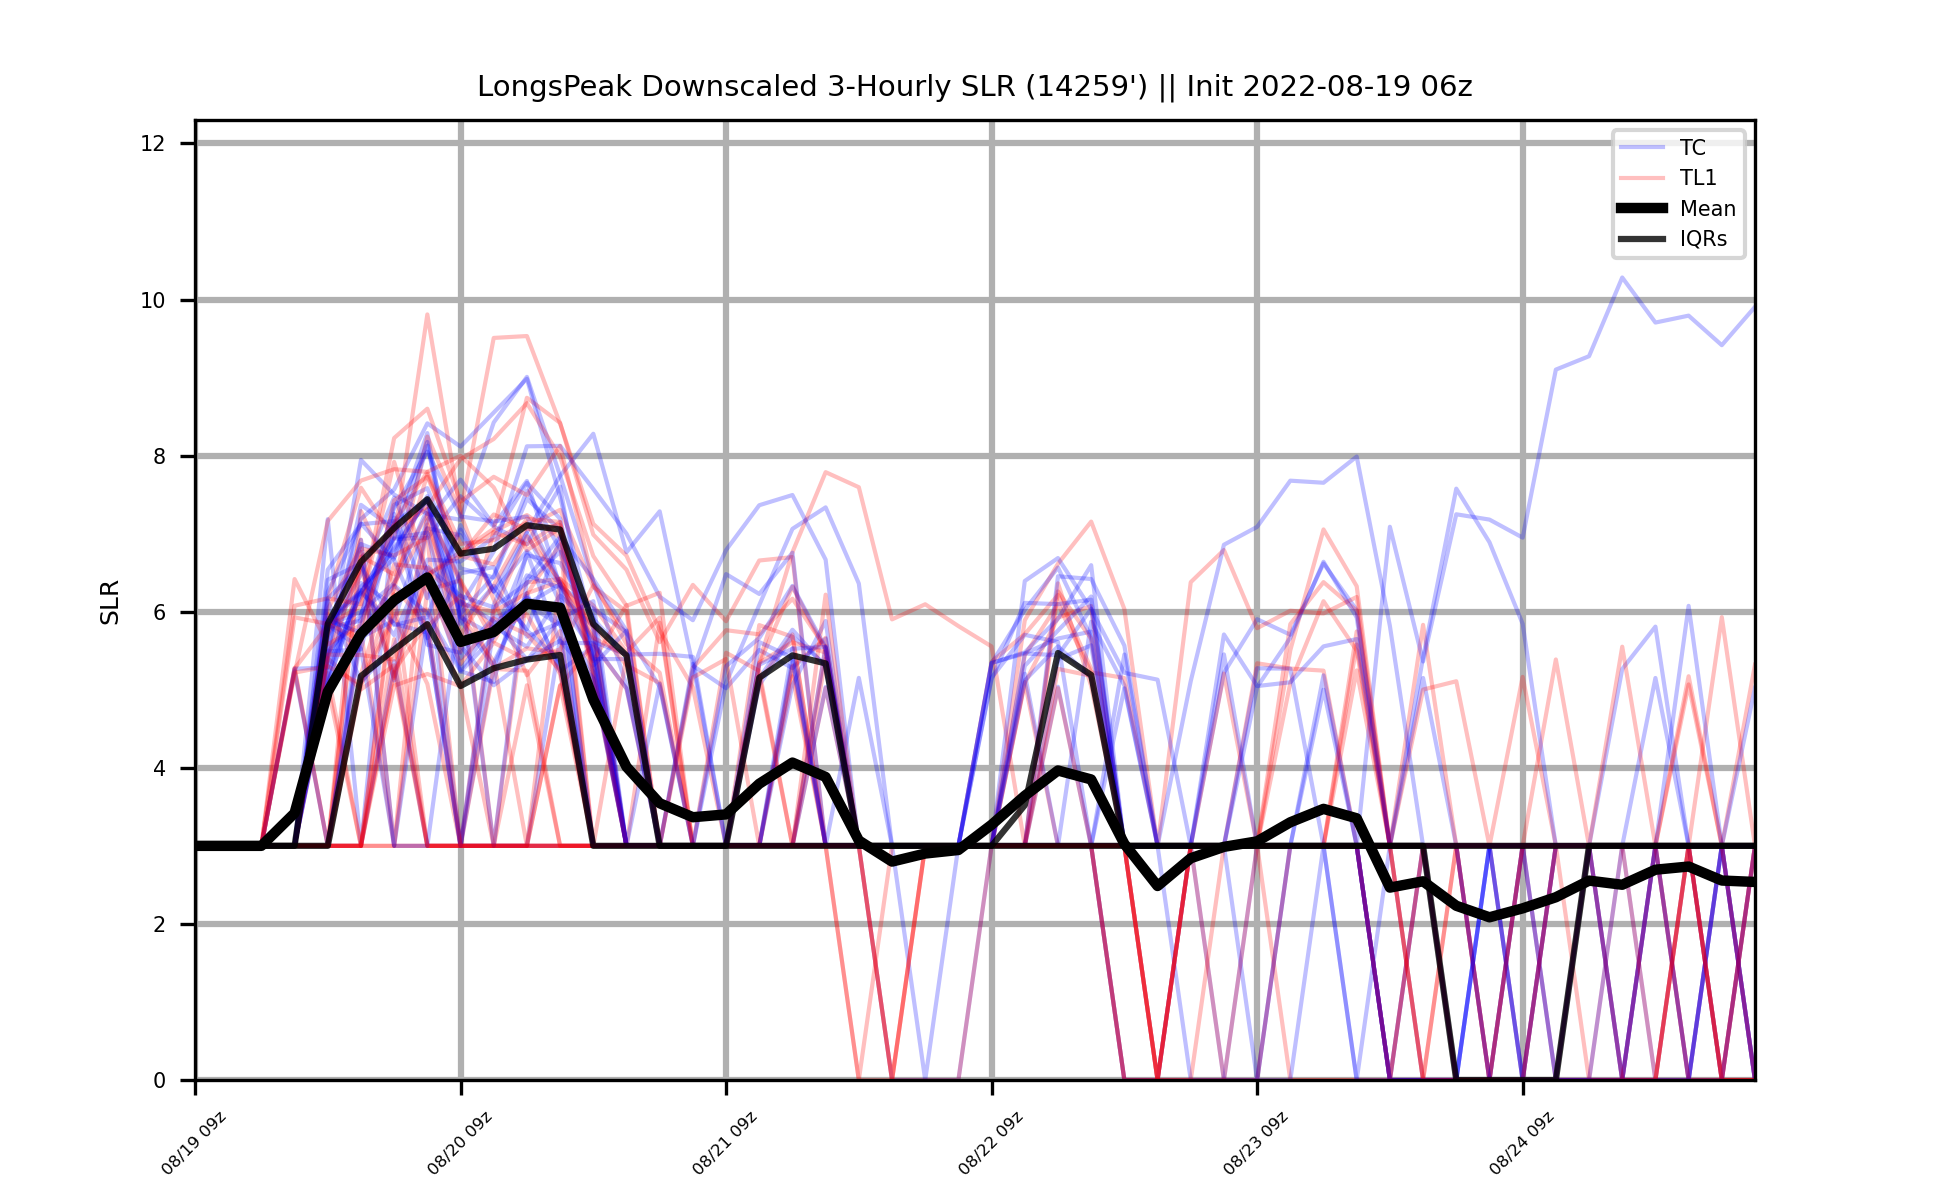 LongsPeak Downscaled 3-Hourly SLR (14259') || Init 2022-08-19 06z
12
10
8
6
4
2
0
SLR
TC
TL1
Mean
IQRs
08/19 09z
08/20 09z
08/21 09z
08/22 09z
08/23 09z
08/24 09z